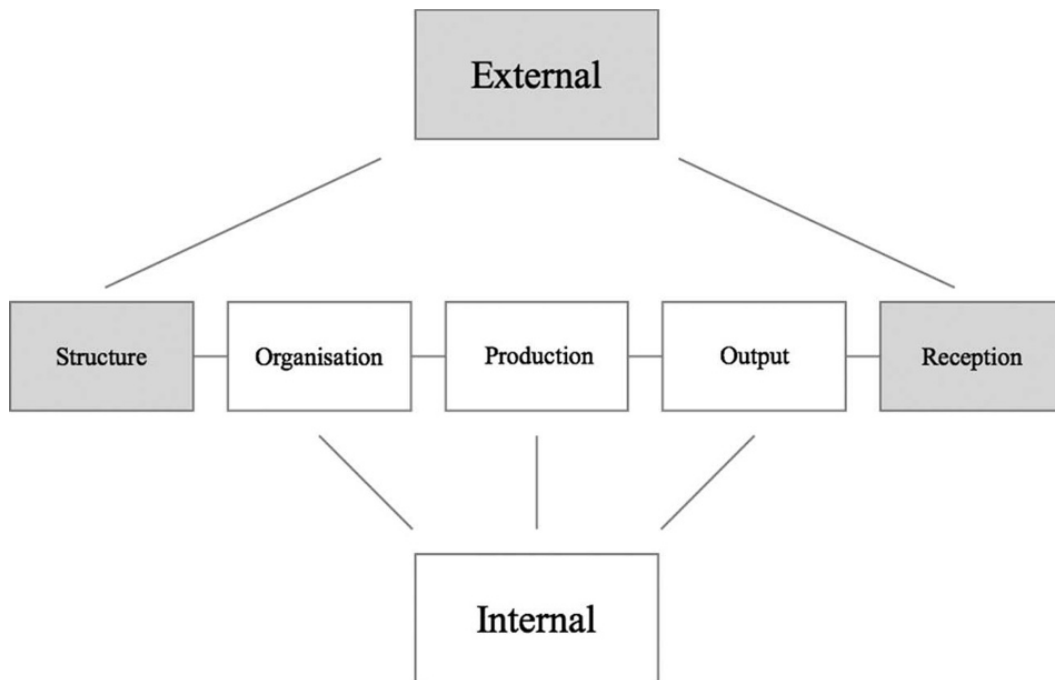 External
Structure
Organisation
Production
Output
Reception
Internal